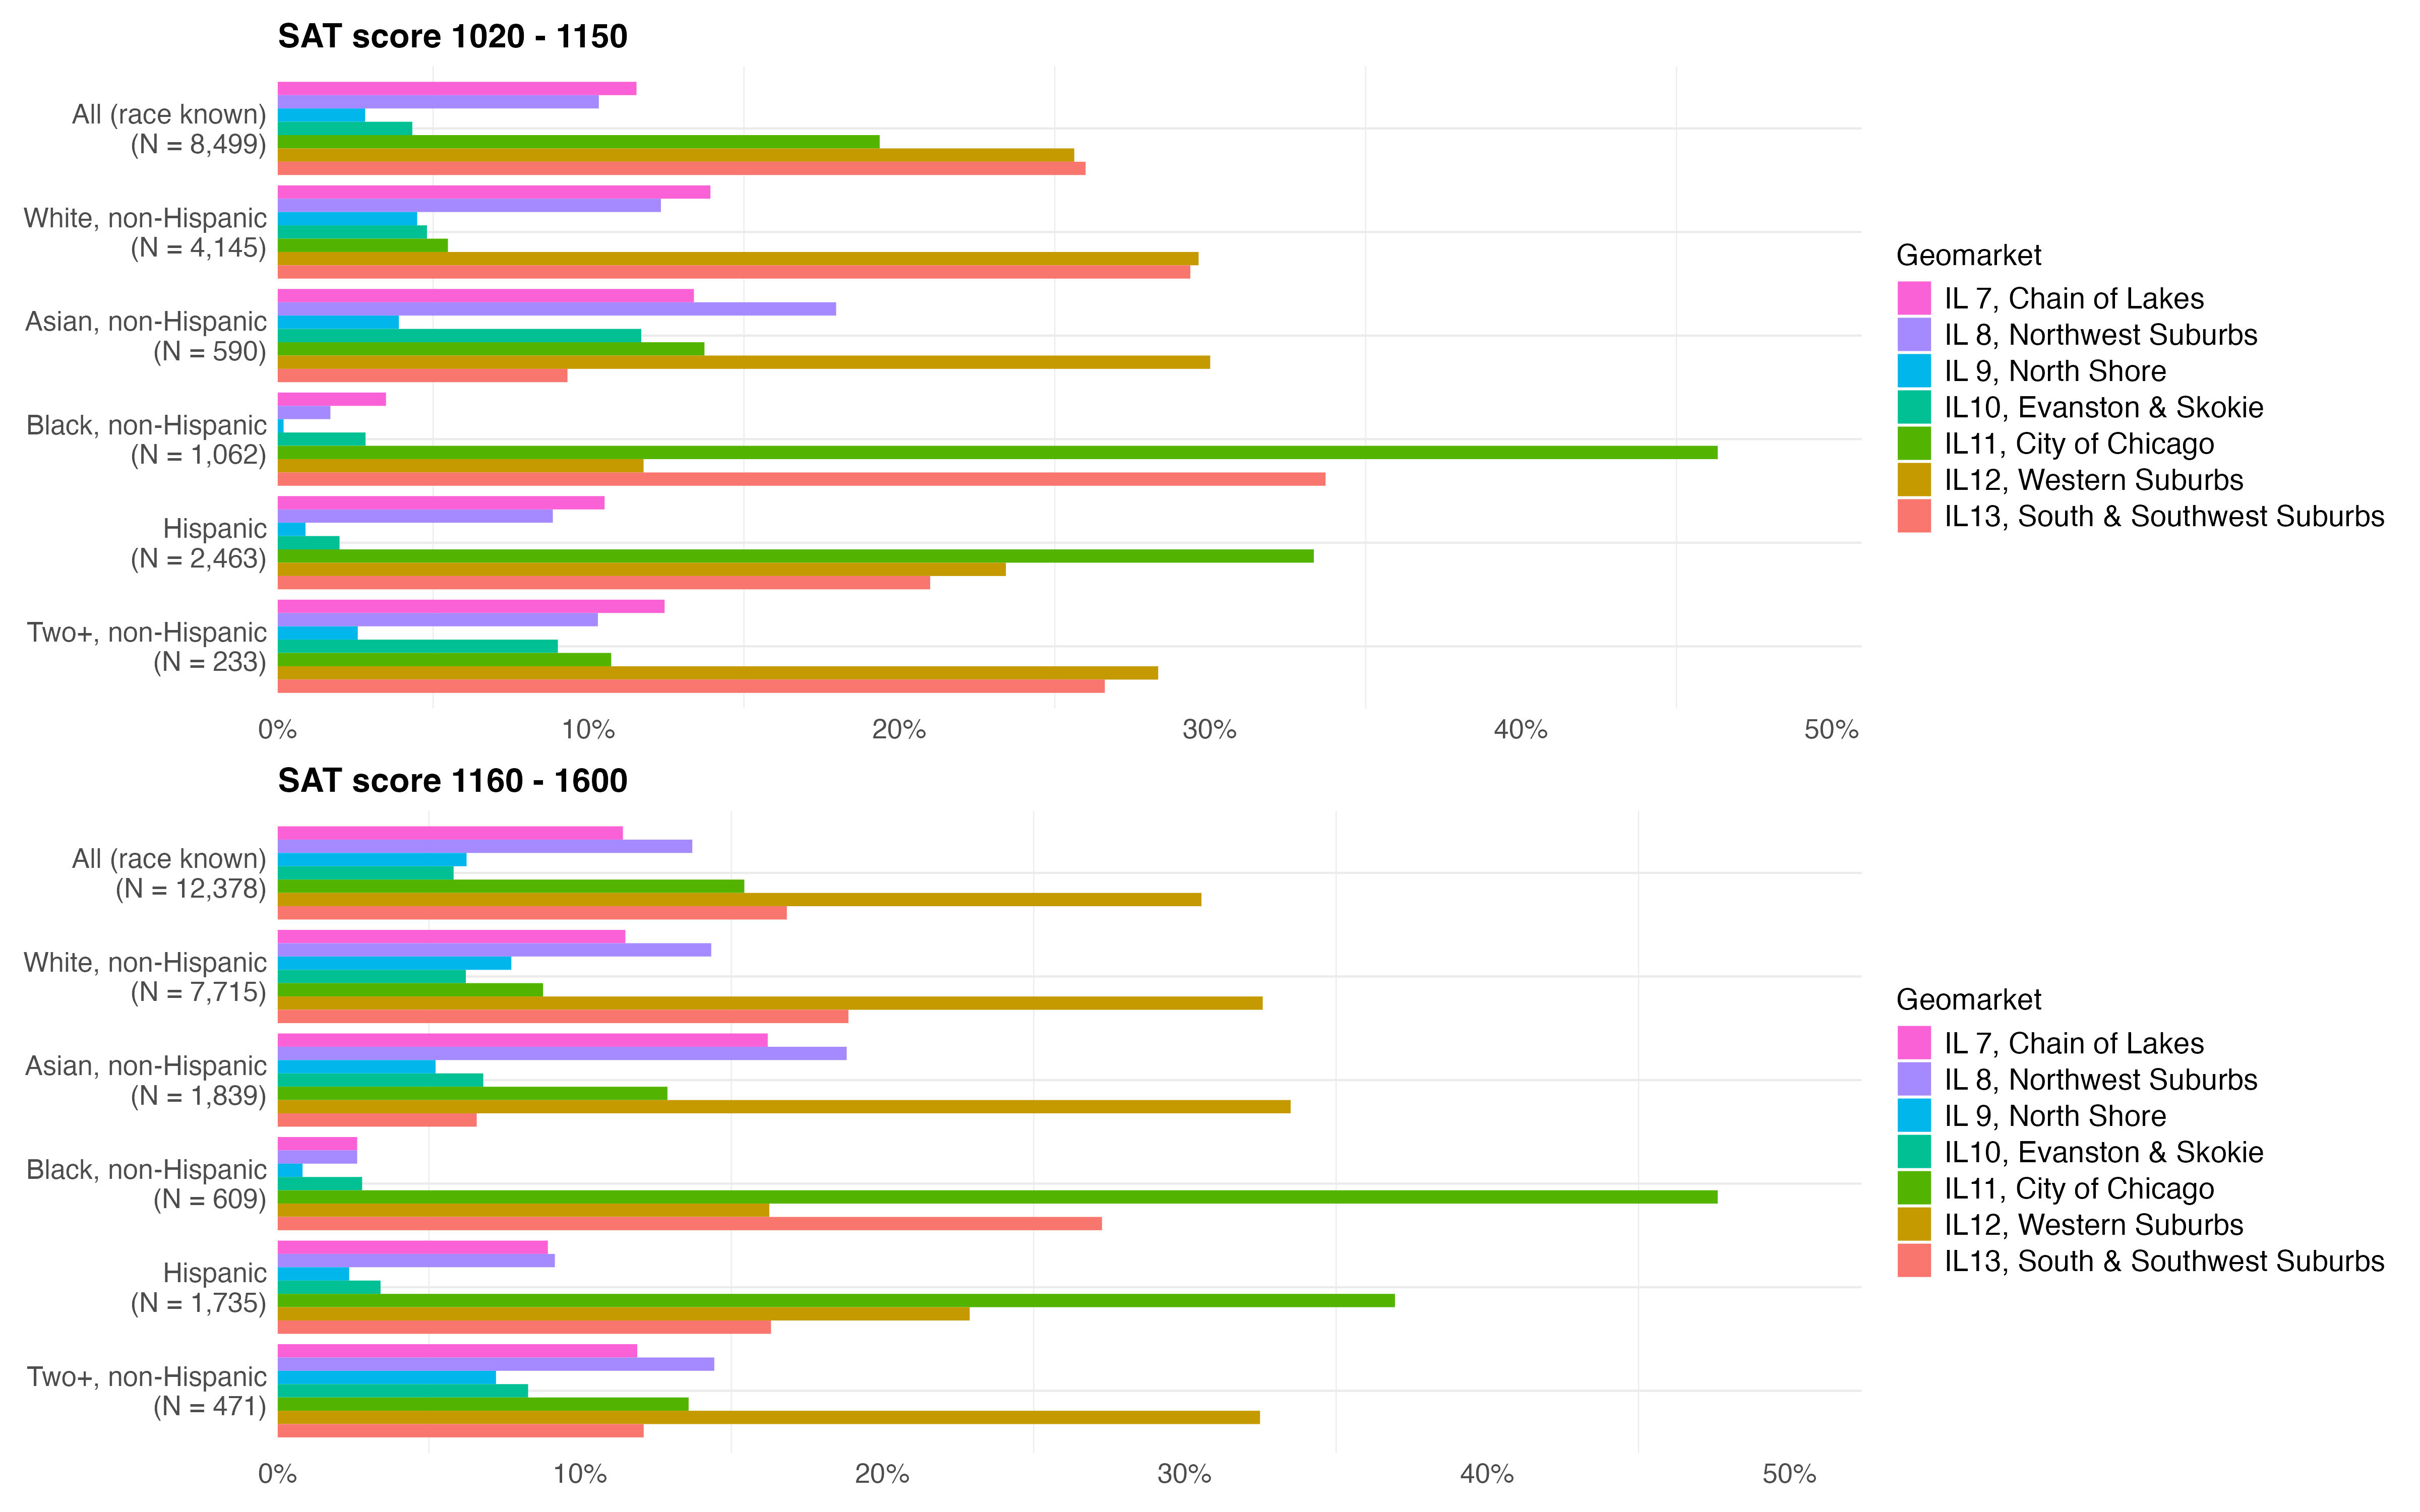 SAT score 1020 - 1150
All (race known)
(N = 8,499)
White, non-Hispanic
(N = 4,145)
Asian, non-Hispanic
(N = 590)
Black, non-Hispanic
(N = 1,062)
Hispanic
(N = 2,463)
Two+, non-Hispanic
(N = 233)
0% 10% 20% 30% 40% 50%
Geomarket
IL 7, Chain of Lakes
IL 8, Northwest Suburbs
IL 9, North Shore
IL10, Evanston & Skokie
IL11, City of Chicago
IL12, Western Suburbs
IL13, South & Southwest Suburbs
SAT score 1160 - 1600
All (race known)
(N = 12,378)
White, non-Hispanic
(N = 7,715)
Asian, non-Hispanic
(N = 1,839)
Black, non-Hispanic
(N = 609)
Hispanic
(N = 1,735)
Two+, non-Hispanic
(N = 471)
0% 10% 20% 30% 40% 50%
Geomarket
IL 7, Chain of Lakes
IL 8, Northwest Suburbs
IL 9, North Shore
IL10, Evanston & Skokie
IL11, City of Chicago
IL12, Western Suburbs
IL13, South & Southwest Suburbs